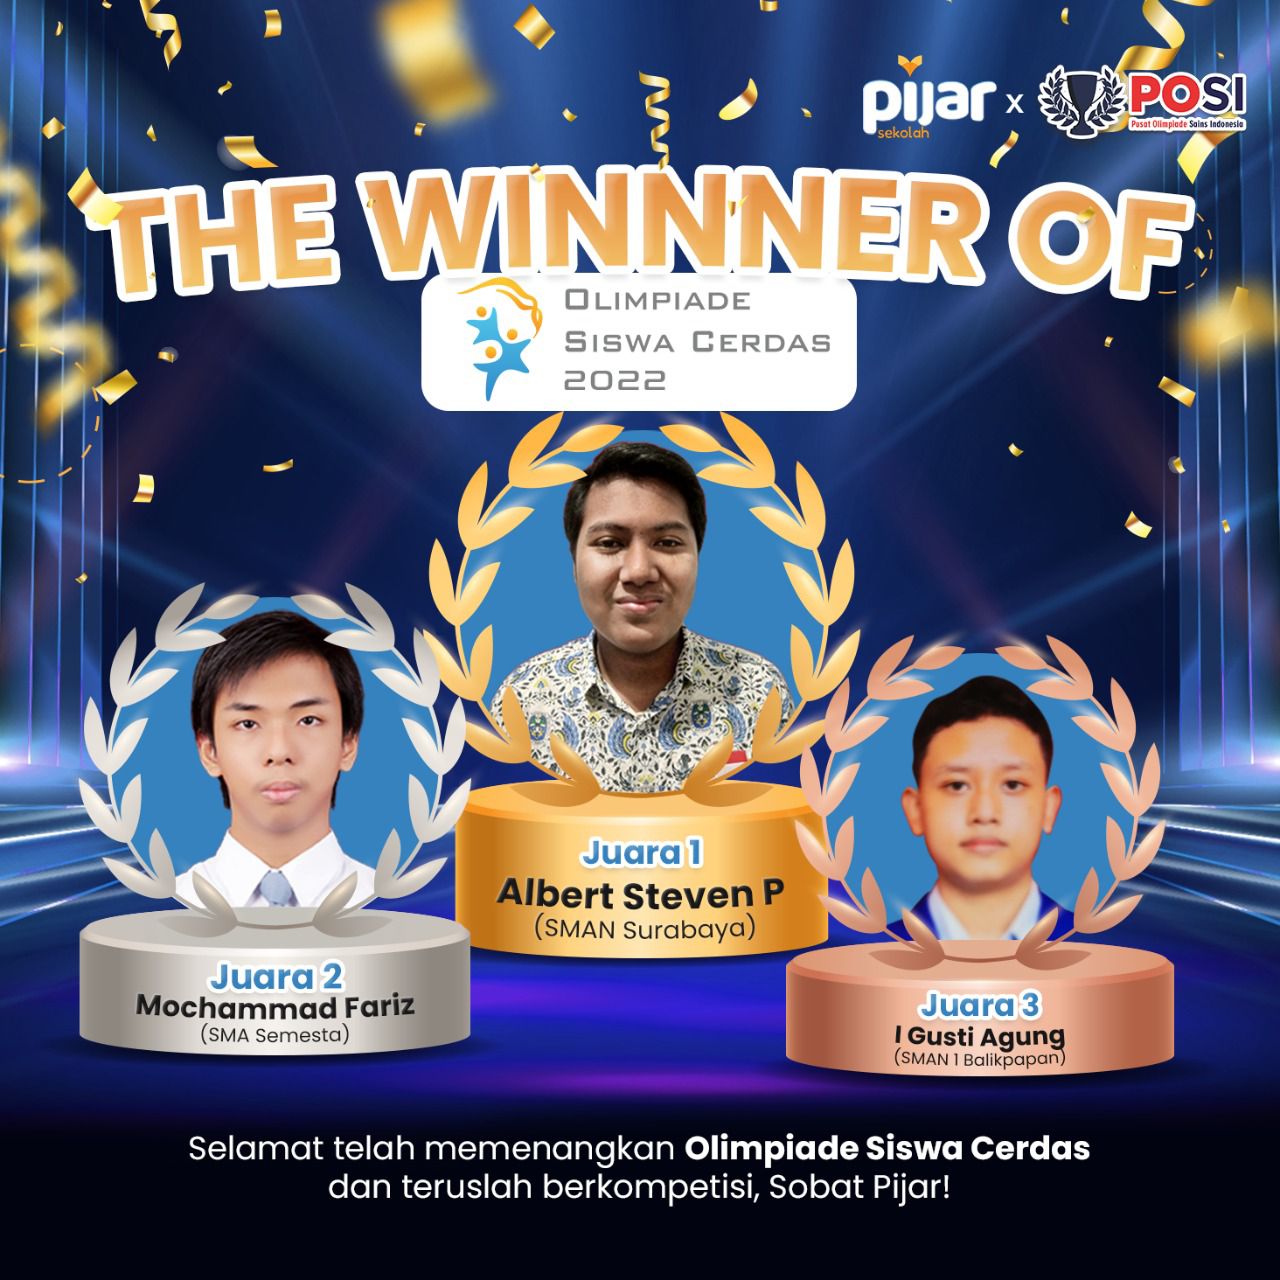 pijar
sekolah
x
POSI
Pusat Olimpiade Sains Indonesia
THE WINNNER OF
OLIMPIADE
SISWA CERDAS
2022
Juara 1
Albert Steven P
(SMAN Surabaya)
Juara 2
Mochammad Fariz
(SMA Semesta)
Juara 3
I Gusti Agung
(SMAN 1 Balikpapan)
Selamat telah memenangkan Olimpiade Siswa Cerdas
dan teruslah berkompetisi, Sobat Pijar!